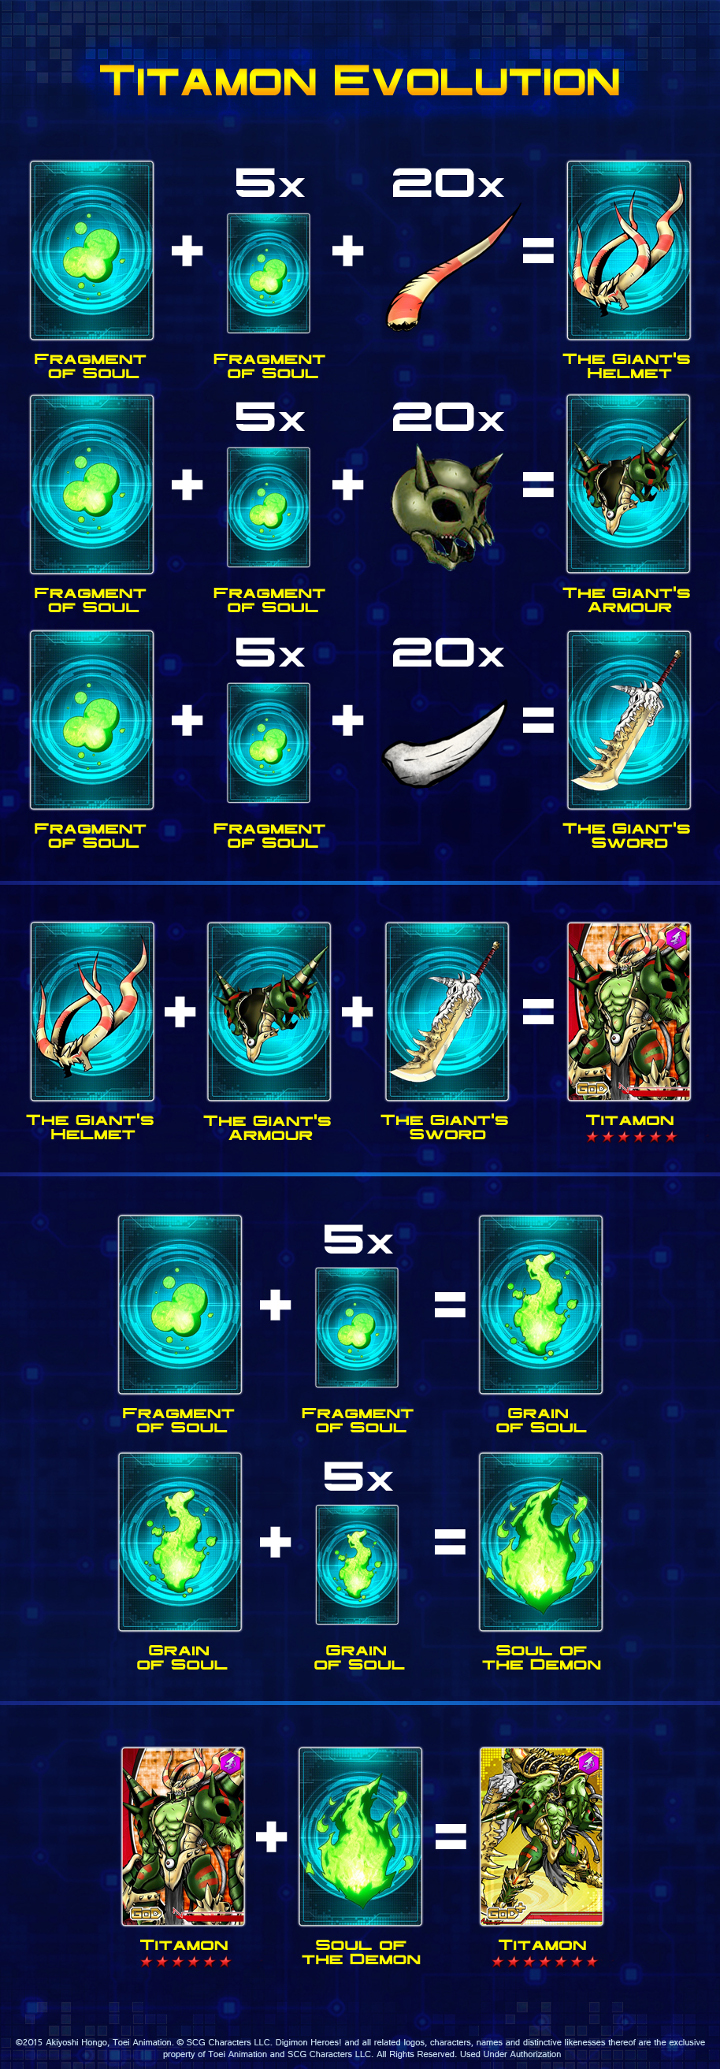 Titamon Evolution
5x 20x
Fragment of Soul
Fragment of Soul
The Giant's Helmet
5x 20x
Fragment of Soul
Fragment of Soul
The Giant's Armour
5x 20x
Fragment of Soul
Fragment of Soul
The Giant's Sword
GOD
The Giant's Helmet
The Giant's Armour
The Giant's Sword
Titamon
5x
Fragment of Soul
Fragment of Soul
Grain of Soul
5x
Grain of Soul
Grain of Soul
Soul of the Demon
GOD
GOD+
Titamon
Soul of the Demon
Titamon
©2015 Akiyoshi Hongo, Toei Animation. © SCG Characters LLC. Digimon Heroes! and all related logos, characters, names and distinctive likenesses thereof are the exclusive
property of Toei Animation and SCG Characters LLC. All Rights Reserved. Used Under Authorization